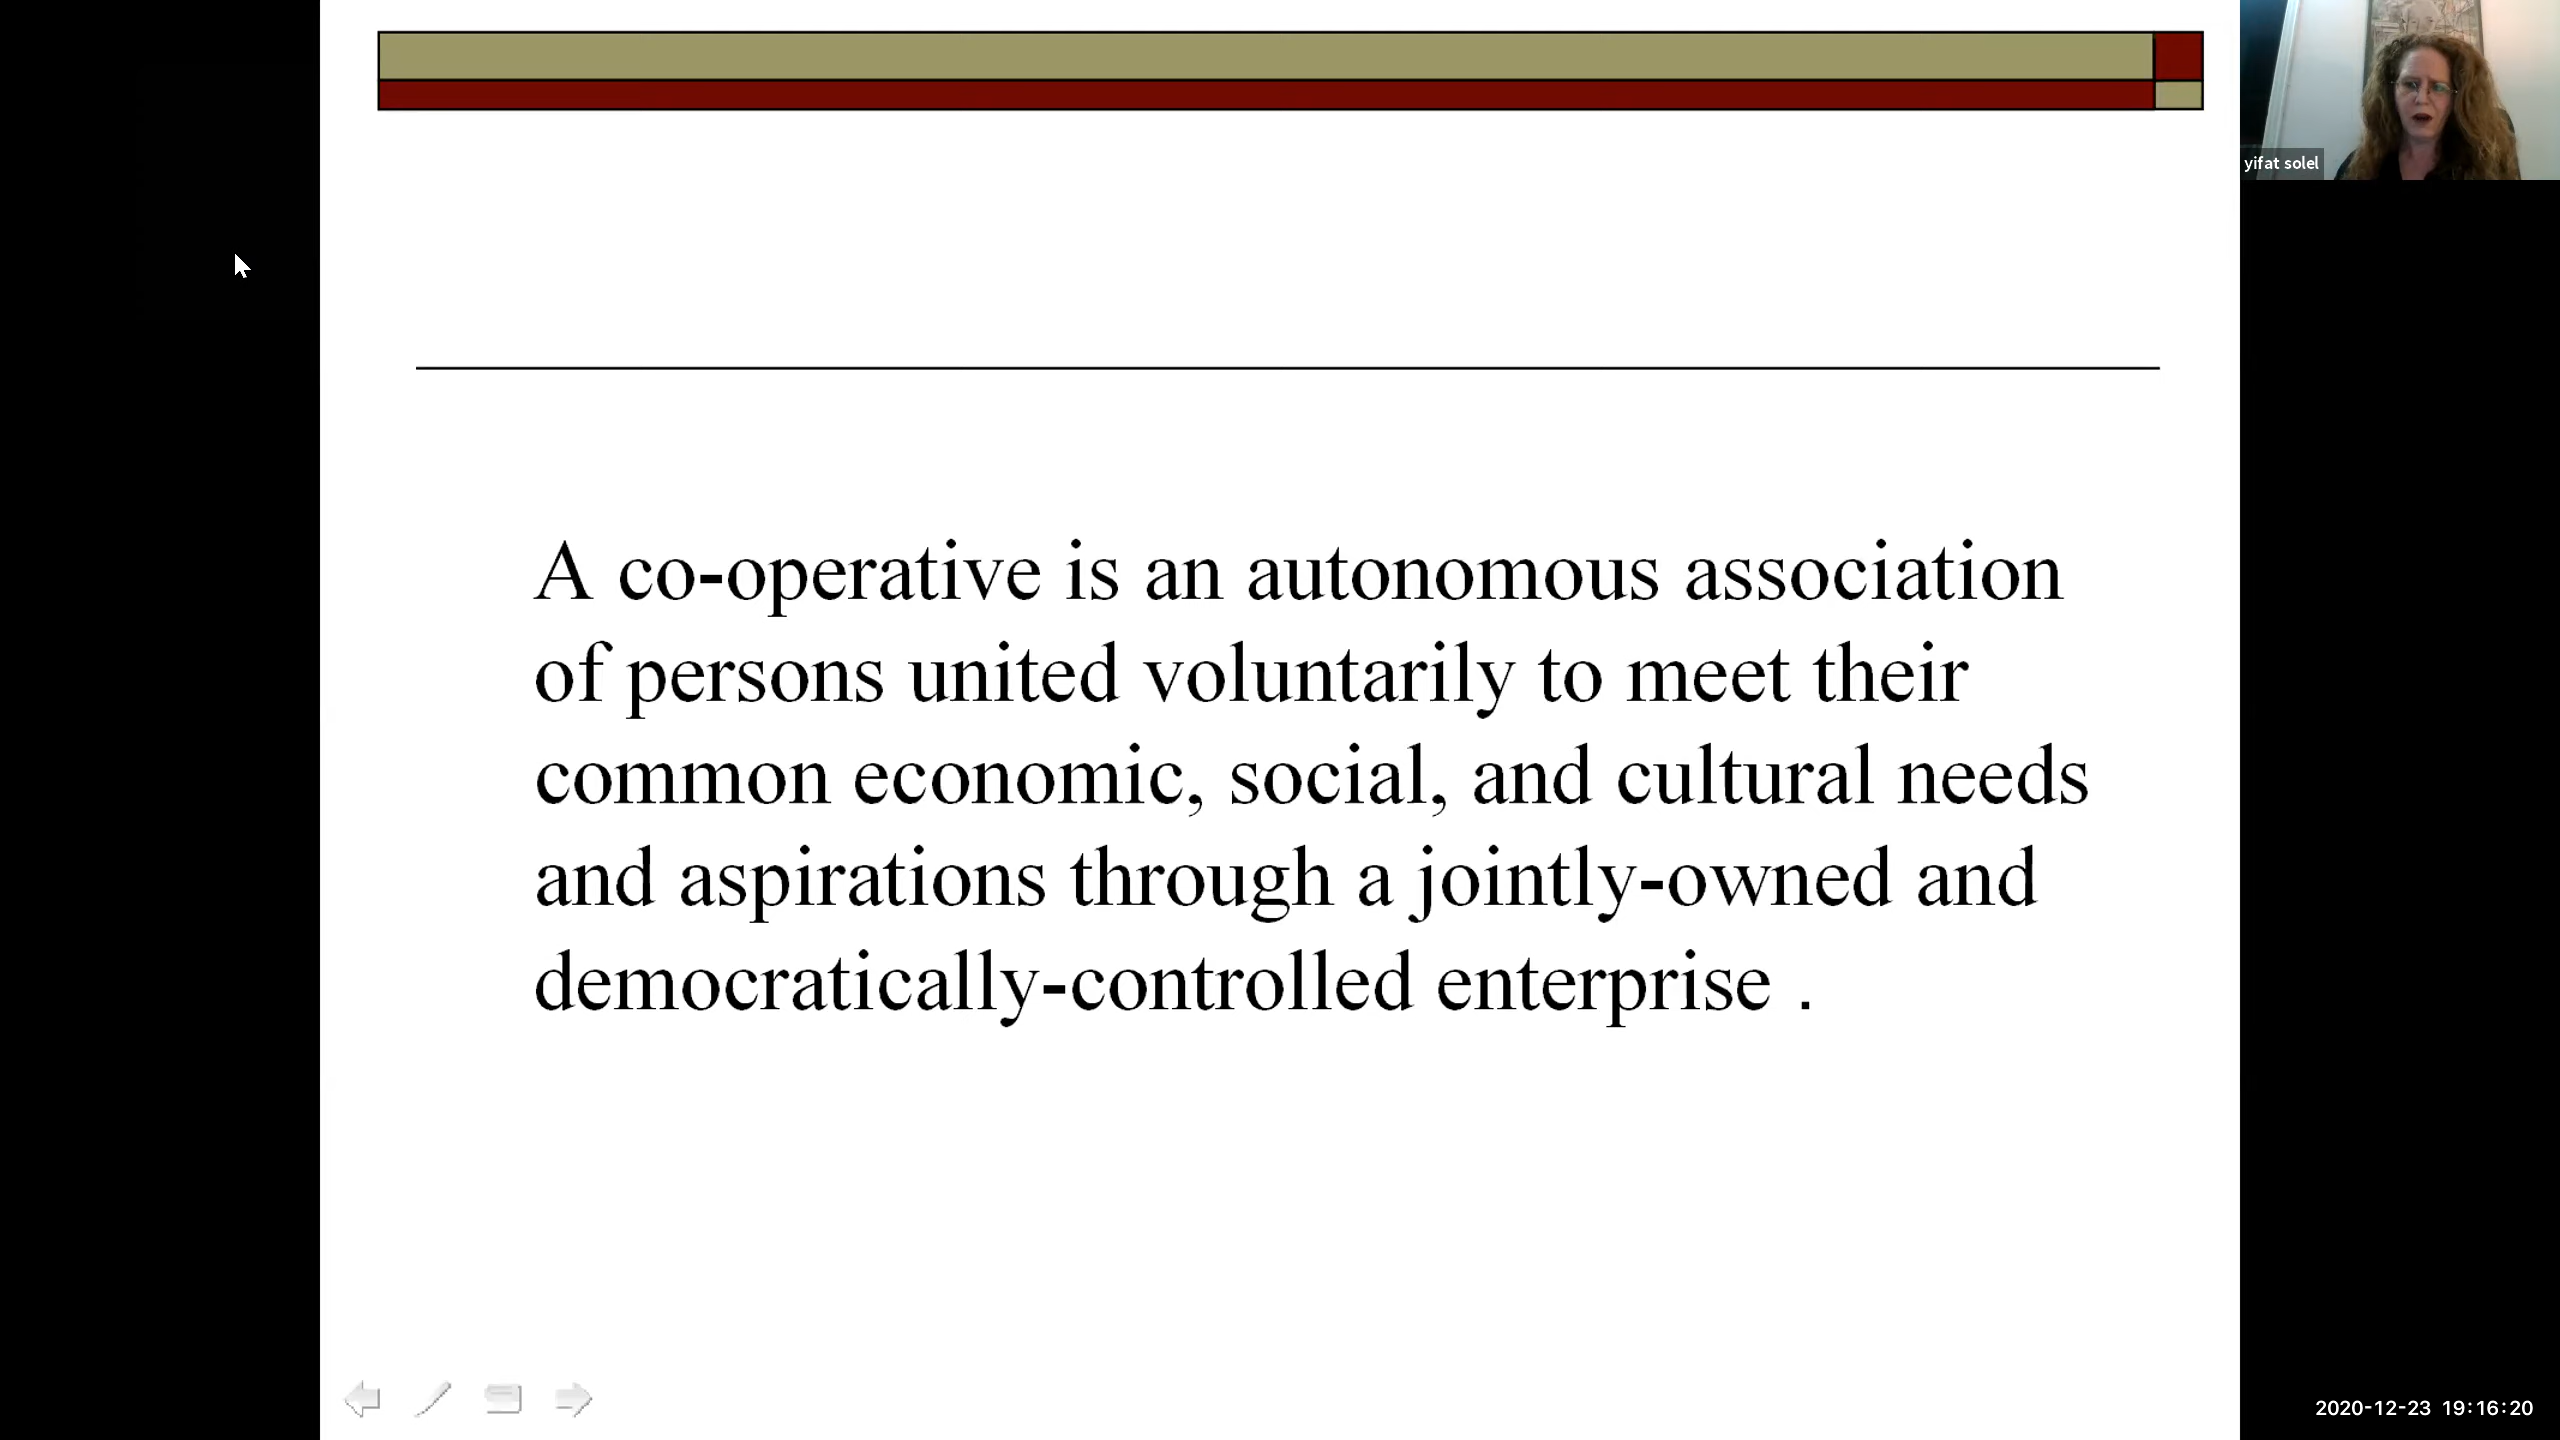 yifat solel
A co-operative is an autonomous association
of persons united voluntarily to meet their
common economic, social, and cultural needs
and aspirations through a jointly-owned and
democratically-controlled enterprise .
2020-12-23 19:16:20